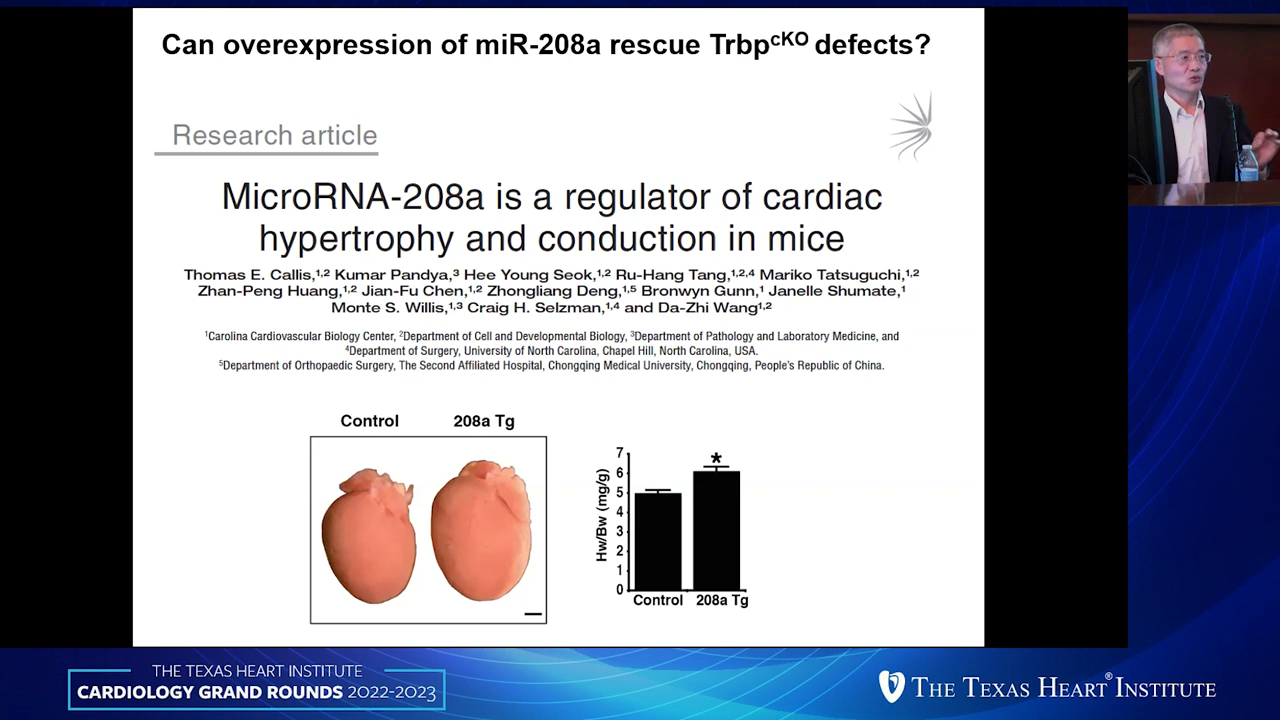 Can overexpression of miR-208a rescue TrbpcKO defects?
Research article
MicroRNA-208a is a regulator of cardiac
hypertrophy and conduction in mice
Thomas E. Callis,1,2 Kumar Pandya,3 Hee Young Seok,1,2 Ru-Hang Tang,1,2,4 Mariko Tatsuguchi,1,2
Zhan-Peng Huang,1,2 Jian-Fu Chen,1,2 Zhongliang Deng,1,5 Bronwyn Gunn,1 Janelle Shumate,1
Monte S. Willis,1,3 Craig H. Selzman,1,4 and Da-Zhi Wang1,2
1Carolina Cardiovascular Biology Center, 2Department of Cell and Developmental Biology, 3Department of Pathology and Laboratory Medicine, and
4Department of Surgery, University of North Carolina, Chapel Hill, North Carolina, USA.
5Department of Orthopaedic Surgery, The Second Affiliated Hospital, Chongqing Medical University, Chongqing, People's Republic of China.
Control 208a Tg
Hw/Bw (mg/g)
7
6
5
4
3
2
1
0
*
Control 208a Tg
THE TEXAS HEART INSTITUTE
CARDIOLOGY GRAND ROUNDS 2022-2023
THE TEXAS HEART® INSTITUTE